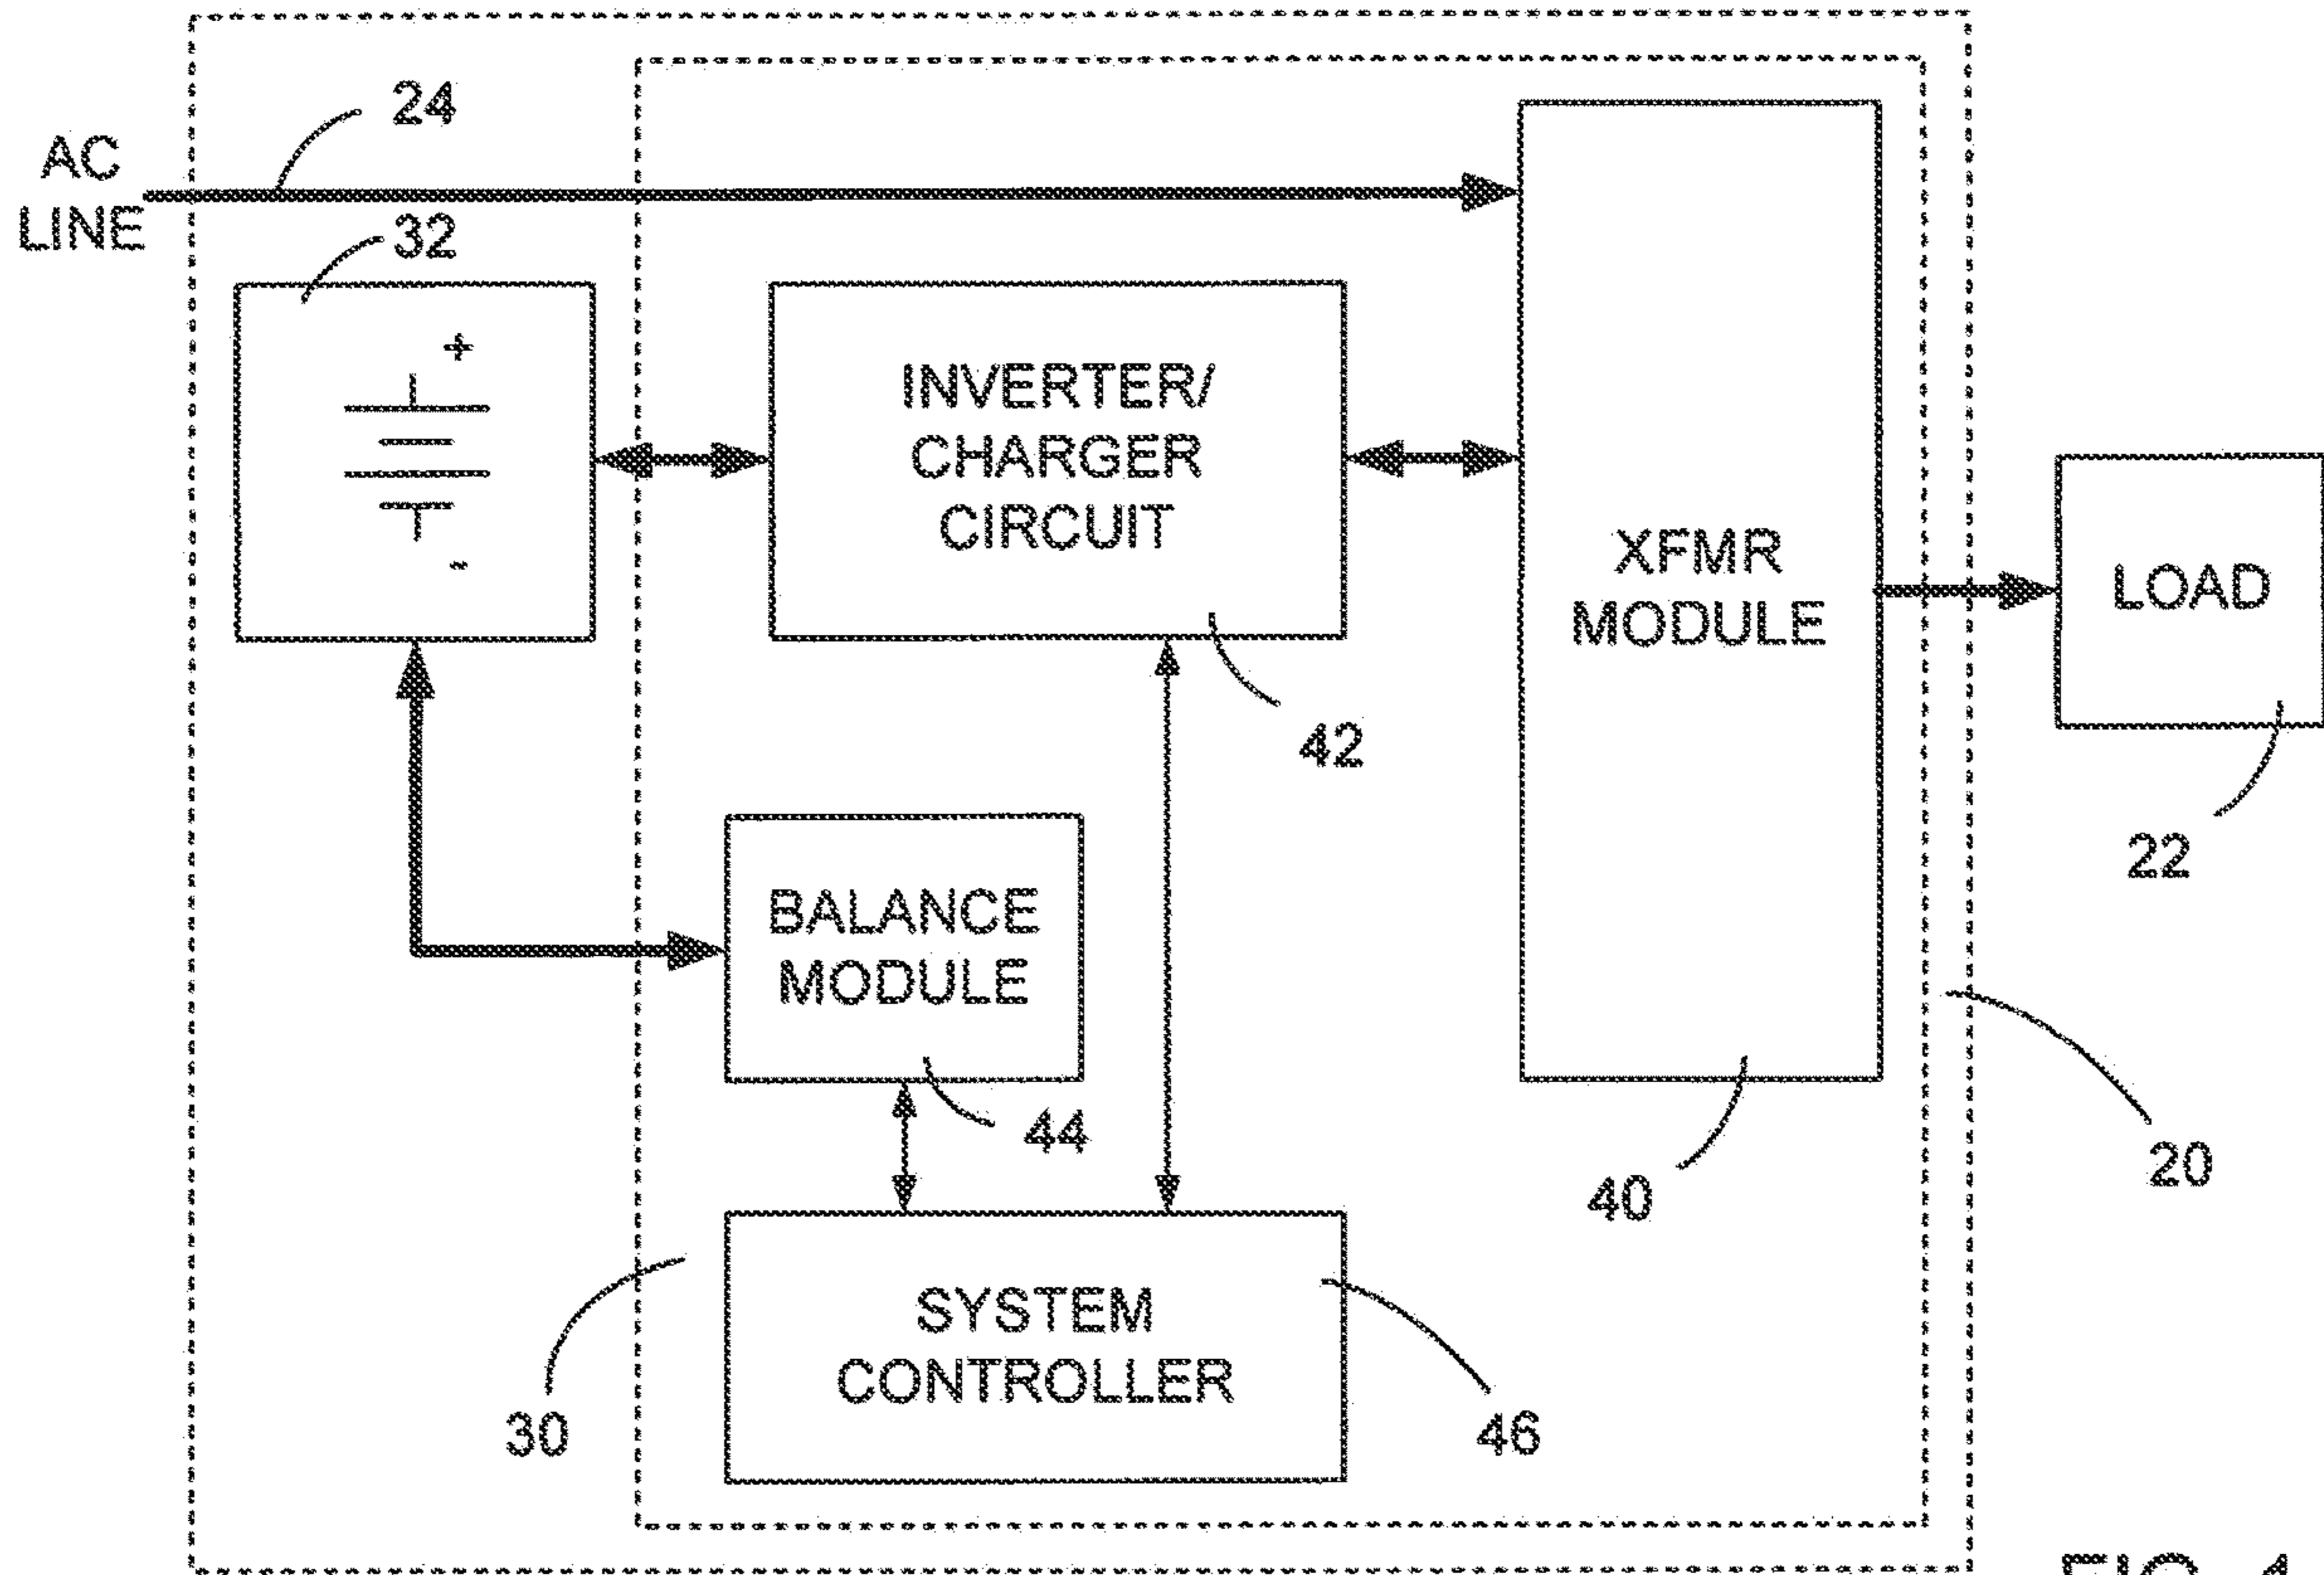 24
AC
LINE
32
+
INVERTER/
CHARGER
CIRCUIT
-
XFMR
MODULE
LOAD
42
22
BALANCE
MODULE
44
40
20
SYSTEM
CONTROLLER
30
46